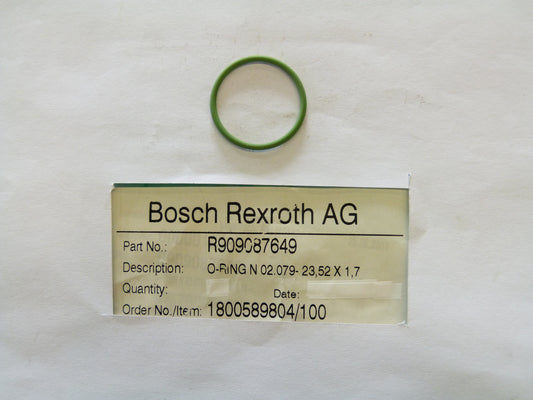 Bosch Rexroth AG
Part No.: R909087649
Description: O-RING N 02.079- 23,52 X 1,7
Quantity: Date:
Order No./Item: 1800589804/100